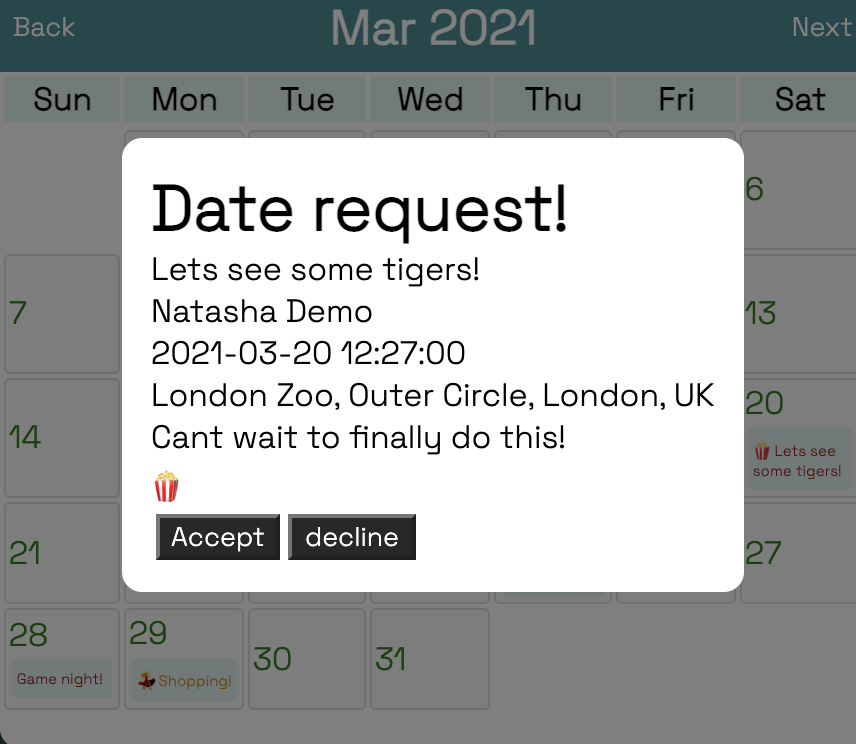 Back Mar 2021 Next
Sun Mon Tue Wed Thu Fri Sat
6
Date request!
Lets see some tigers!
Natasha Demo
2021-03-20 12:27:00
London Zoo, Outer Circle, London, UK
Cant wait to finally do this!
Accept decline
7
13
14
20
🍿 Lets see
some tigers!
21
27
28
Game night!
29
💃 Shopping!
30
31